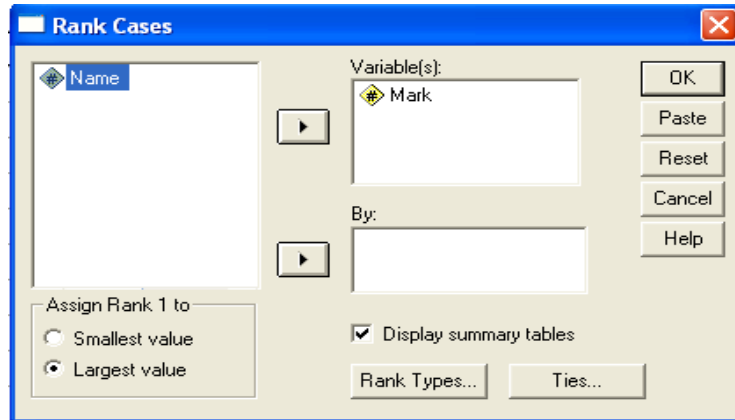 Rank Cases
# Name
Variable(s):
# Mark
OK
Paste
Reset
Cancel
Help
By:
Assign Rank 1 to
Smallest value
Largest value
Display summary tables
Rank Types...
Ties...